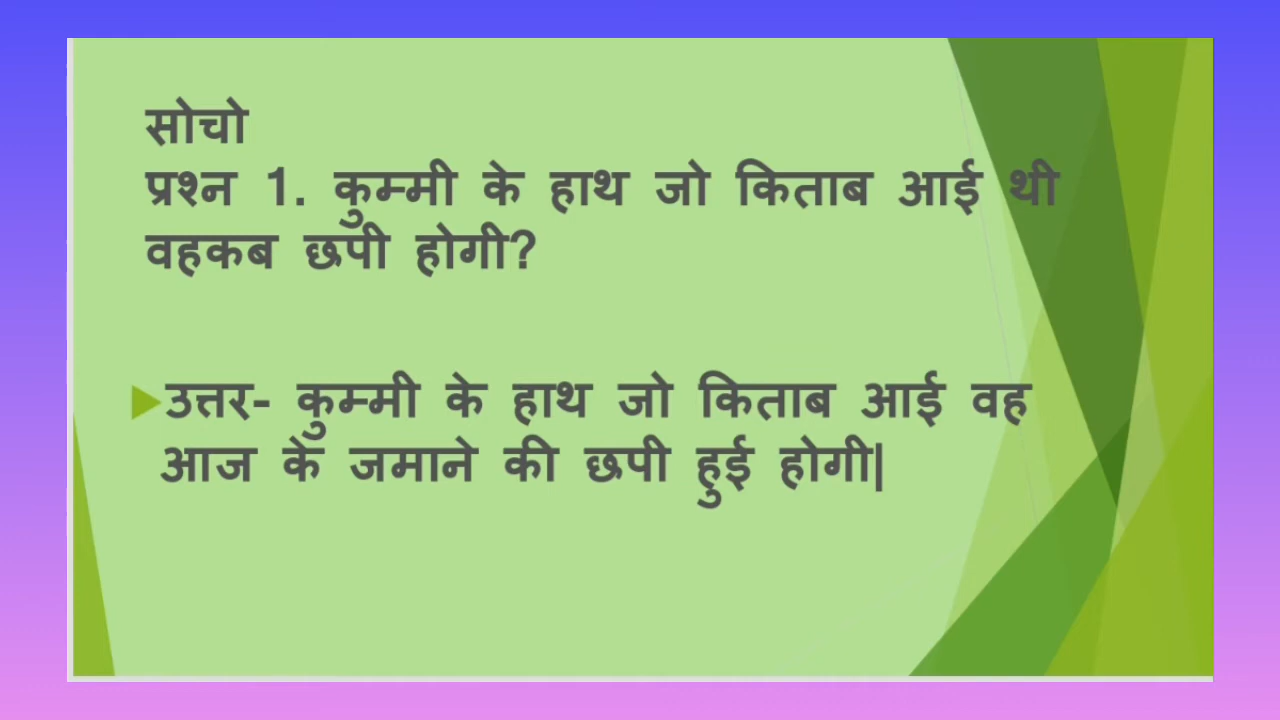 सोचो
प्रश्न 1. कुम्मी के हाथ जो किताब आई थी
वहकब छपी होगी?
उत्तर- कुम्मी के हाथ जो किताब आई वह
आज के जमाने की छपी हुई होगी|